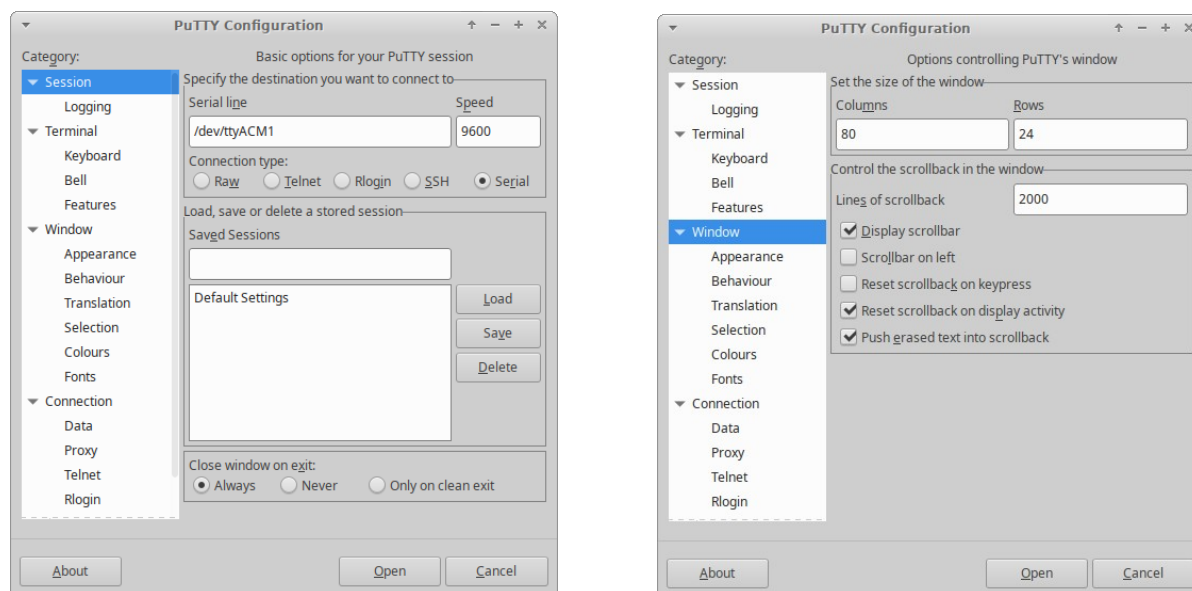 PuTTY Configuration
Category:
Basic options for your PuTTY session
Session
Logging
Terminal
Keyboard
Bell
Features
Window
Appearance
Behaviour
Translation
Selection
Colours
Fonts
Connection
Data
Proxy
Telnet
Rlogin
Specify the destination you want to connect to
Serial line Speed
/dev/ttyACM1 9600
Connection type:
Raw Telnet Rlogin SSH Serial
Load, save or delete a stored session
Saved Sessions
Default Settings
Load
Save
Delete
Close window on exit:
Always Never Only on clean exit
About Open Cancel
PuTTY Configuration
Category:
Options controlling PuTTY's window
Session
Logging
Terminal
Keyboard
Bell
Features
Window
Appearance
Behaviour
Translation
Selection
Colours
Fonts
Connection
Data
Proxy
Telnet
Rlogin
Set the size of the window
Columns Rows
80 24
Control the scrollback in the window
Lines of scrollback 2000
Display scrollbar
Scrollbar on left
Reset scrollback on keypress
Reset scrollback on display activity
Push erased text into scrollback
About Open Cancel